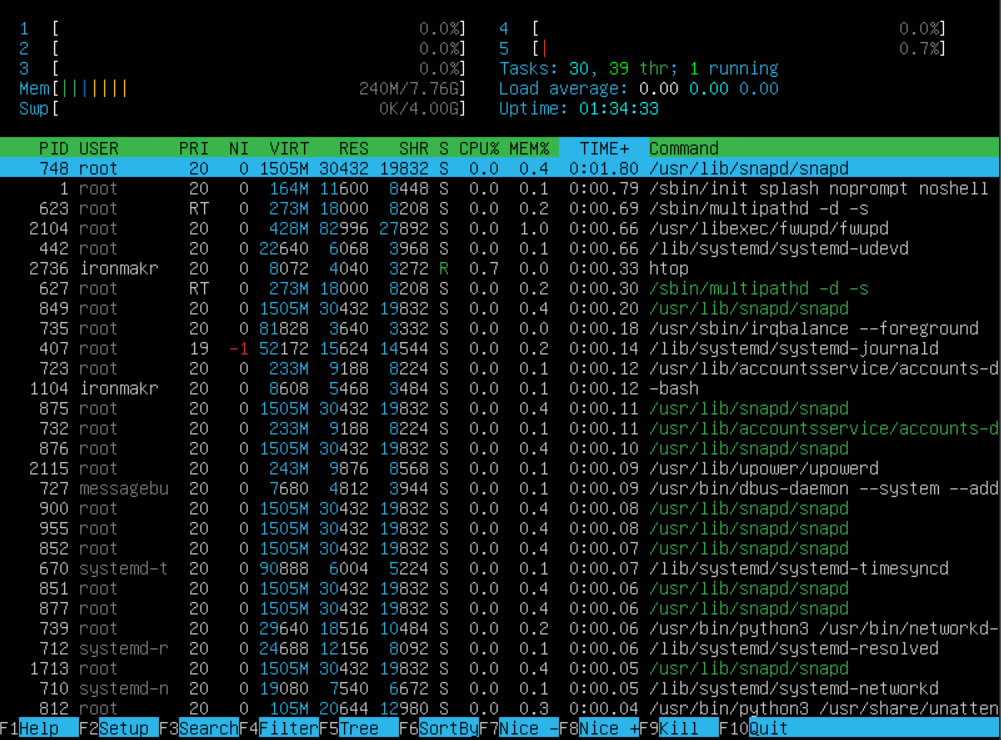 1 [ 0.0%] 4 [ 0.0%]
2 [ 0.0%] 5 [| 0.7%]
3 [ 0.0%] Tasks: 30, 39 thr; 1 running
Mem[||||||| 240M/7.76G] Load average: 0.00 0.00 0.00
Swp[ 0K/4.00G] Uptime: 01:34:33
PID USER PRI NI VIRT RES SHR S CPU% MEM% TIME+ Command
748 root 20 0 1505M 30432 19832 S 0.0 0.4 0:01.80 /usr/lib/snapd/snapd
1 root 20 0 164M 11600 8448 S 0.0 0.1 0:00.79 /sbin/init splash noprompt noshell
623 root RT 0 273M 18000 8208 S 0.0 0.2 0:00.69 /sbin/multipathd -d -s
2104 root 20 0 428M 82996 27892 S 0.0 1.0 0:00.66 /usr/libexec/fwupd/fwupd
442 root 20 0 22640 6068 3968 S 0.0 0.1 0:00.66 /lib/systemd/systemd-udevd
2736 ironmakr 20 0 8072 4040 3272 R 0.7 0.0 0:00.33 htop
627 root RT 0 273M 18000 8208 S 0.0 0.2 0:00.30 /sbin/multipathd -d -s
849 root 20 0 1505M 30432 19832 S 0.0 0.4 0:00.20 /usr/lib/snapd/snapd
735 root 20 0 81828 3640 3332 S 0.0 0.0 0:00.18 /usr/sbin/irqbalance --foreground
407 root 19 -1 52172 15624 14544 S 0.0 0.2 0:00.14 /lib/systemd/systemd-journald
723 root 20 0 233M 9188 8224 S 0.0 0.1 0:00.12 /usr/lib/accountsservice/accounts-d
1104 ironmakr 20 0 8608 5468 3484 S 0.0 0.1 0:00.12 -bash
875 root 20 0 1505M 30432 19832 S 0.0 0.4 0:00.11 /usr/lib/snapd/snapd
732 root 20 0 233M 9188 8224 S 0.0 0.1 0:00.11 /usr/lib/accountsservice/accounts-d
876 root 20 0 1505M 30432 19832 S 0.0 0.4 0:00.10 /usr/lib/snapd/snapd
2115 root 20 0 243M 9876 8568 S 0.0 0.1 0:00.09 /usr/lib/upower/upowerd
727 messagebu 20 0 7680 4812 3944 S 0.0 0.1 0:00.09 /usr/bin/dbus-daemon --system --add
900 root 20 0 1505M 30432 19832 S 0.0 0.4 0:00.08 /usr/lib/snapd/snapd
955 root 20 0 1505M 30432 19832 S 0.0 0.4 0:00.08 /usr/lib/snapd/snapd
852 root 20 0 1505M 30432 19832 S 0.0 0.4 0:00.07 /usr/lib/snapd/snapd
670 systemd-t 20 0 90888 6004 5224 S 0.0 0.1 0:00.07 /lib/systemd/systemd-timesyncd
851 root 20 0 1505M 30432 19832 S 0.0 0.4 0:00.06 /usr/lib/snapd/snapd
877 root 20 0 1505M 30432 19832 S 0.0 0.4 0:00.06 /usr/lib/snapd/snapd
739 root 20 0 29640 18516 10484 S 0.0 0.2 0:00.06 /usr/bin/python3 /usr/bin/networkd-
712 systemd-r 20 0 24688 12156 8092 S 0.0 0.1 0:00.06 /lib/systemd/systemd-resolved
1713 root 20 0 1505M 30432 19832 S 0.0 0.4 0:00.05 /usr/lib/snapd/snapd
710 systemd-n 20 0 19080 7540 6672 S 0.0 0.1 0:00.05 /lib/systemd/systemd-networkd
812 root 20 0 105M 20644 12980 S 0.0 0.3 0:00.04 /usr/bin/python3 /usr/share/unatten
F1Help F2Setup F3SearchF4FilterF5Tree F6SortByF7Nice -F8Nice +F9Kill F10Quit